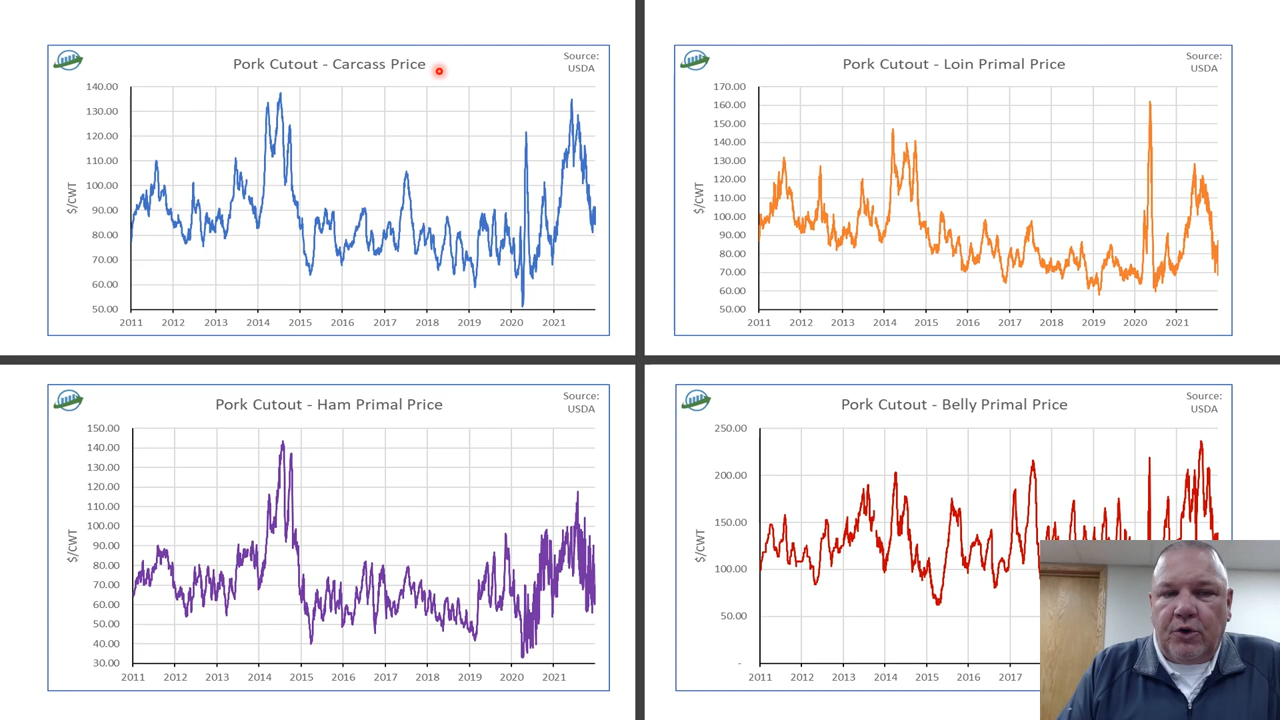 Pork Cutout - Carcass Price
Source:
USDA
$/CWT
140.00
130.00
120.00
110.00
100.00
90.00
80.00
70.00
60.00
50.00
2011 2012 2013 2014 2015 2016 2017 2018 2019 2020 2021
Pork Cutout - Loin Primal Price
Source:
USDA
$/CWT
170.00
160.00
150.00
140.00
130.00
120.00
110.00
100.00
90.00
80.00
70.00
60.00
50.00
2011 2012 2013 2014 2015 2016 2017 2018 2019 2020 2021
Pork Cutout - Ham Primal Price
Source:
USDA
$/CWT
150.00
140.00
130.00
120.00
110.00
100.00
90.00
80.00
70.00
60.00
50.00
40.00
30.00
2011 2012 2013 2014 2015 2016 2017 2018 2019 2020 2021
Pork Cutout - Belly Primal Price
Source:
USDA
$/CWT
250.00
200.00
150.00
100.00
50.00
-
2011 2012 2013 2014 2015 2016 2017